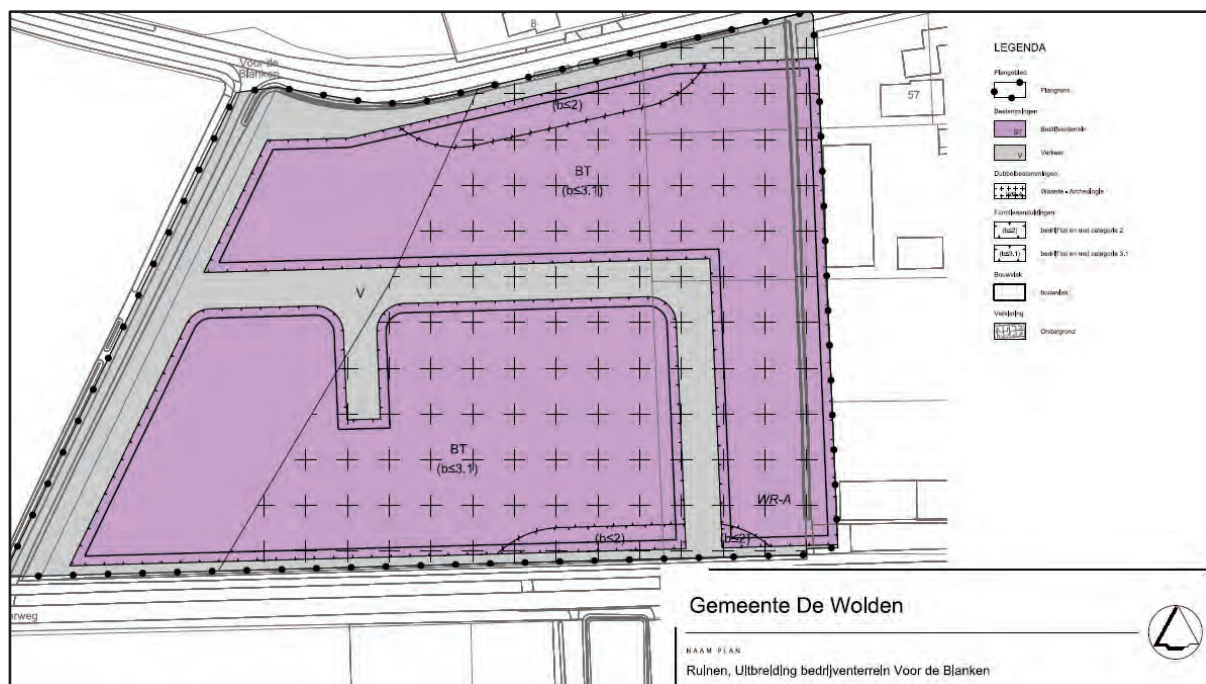 8
Voor de
Blanken
57
(b≤2)
BT
(b≤3.1)
V
BT
(b≤3.1)
WR-A
(b≤2)
(b≤2)
erweg
LEGENDA
Plangebied
Plangrens
Bestemmingen
BT
Bedrijventerrein
V
Verkeer
Dubbelbestemmingen
Waarde - Archeologie
Functieaanduidingen
(b≤2)
bedrijf tot en met categorie 2
(b≤3.1)
bedrijf tot en met categorie 3.1
Bouwvlak
bouwvlak
Verklaring
Ondergrond
Gemeente De Wolden
NAAM PLAN
Ruinen, Uitbreiding bedrijventerrein Voor de Blanken